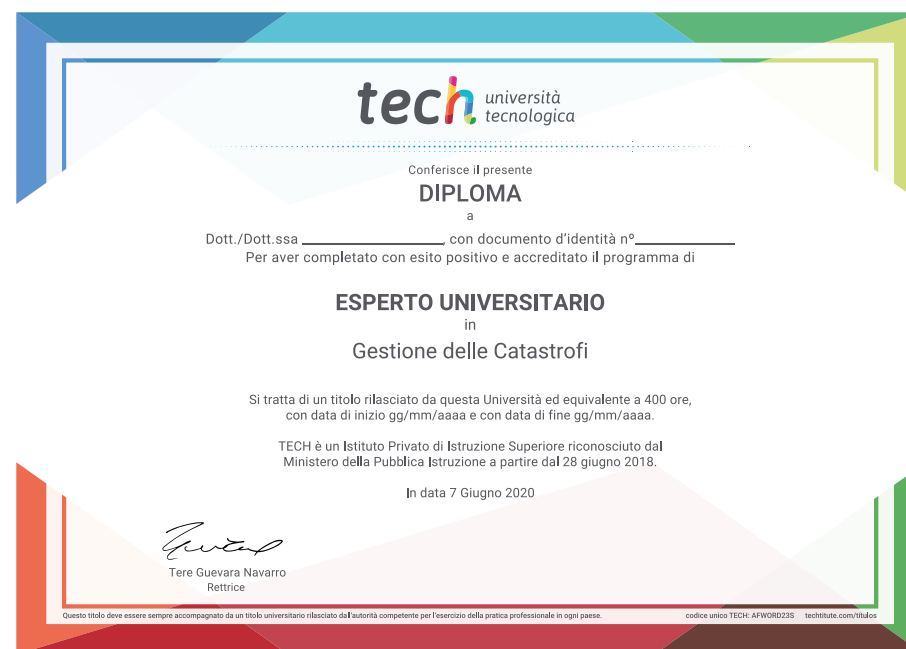 tech università
tecnologica
Conferisce il presente
DIPLOMA
a
Dott./Dott.ssa ____________________, con documento d'identità nº______________
Per aver completato con esito positivo e accreditato il programma di
ESPERTO UNIVERSITARIO
in
Gestione delle Catastrofi
Si tratta di un titolo rilasciato da questa Università ed equivalente a 400 ore,
con data di inizio gg/mm/aaaa e con data di fine gg/mm/aaaa.
TECH è un Istituto Privato di Istruzione Superiore riconosciuto dal
Ministero della Pubblica Istruzione a partire dal 28 giugno 2018.
In data 7 Giugno 2020
Tere Guevara Navarro
Rettrice
Questo titolo deve essere sempre accompagnato da un titolo universitario rilasciato dall'autorità competente per l'esercizio della pratica professionale in ogni paese. codice unico TECH: AFWORD23S techtitute.com/titulos